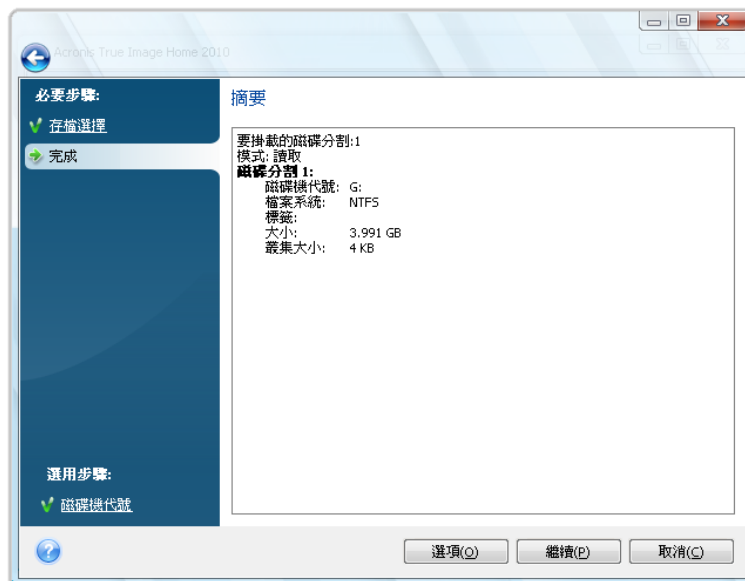 Acronis True Image Home 2010
必要步驟:
存檔選擇
完成
摘要
要掛載的磁碟分割:1
模式: 讀取
磁碟分割 1:
磁碟機代號: G:
檔案系統: NTFS
標籤:
大小: 3.991 GB
叢集大小: 4 KB
選用步驟:
磁碟機代號
選項(O)
繼續(P)
取消(C)